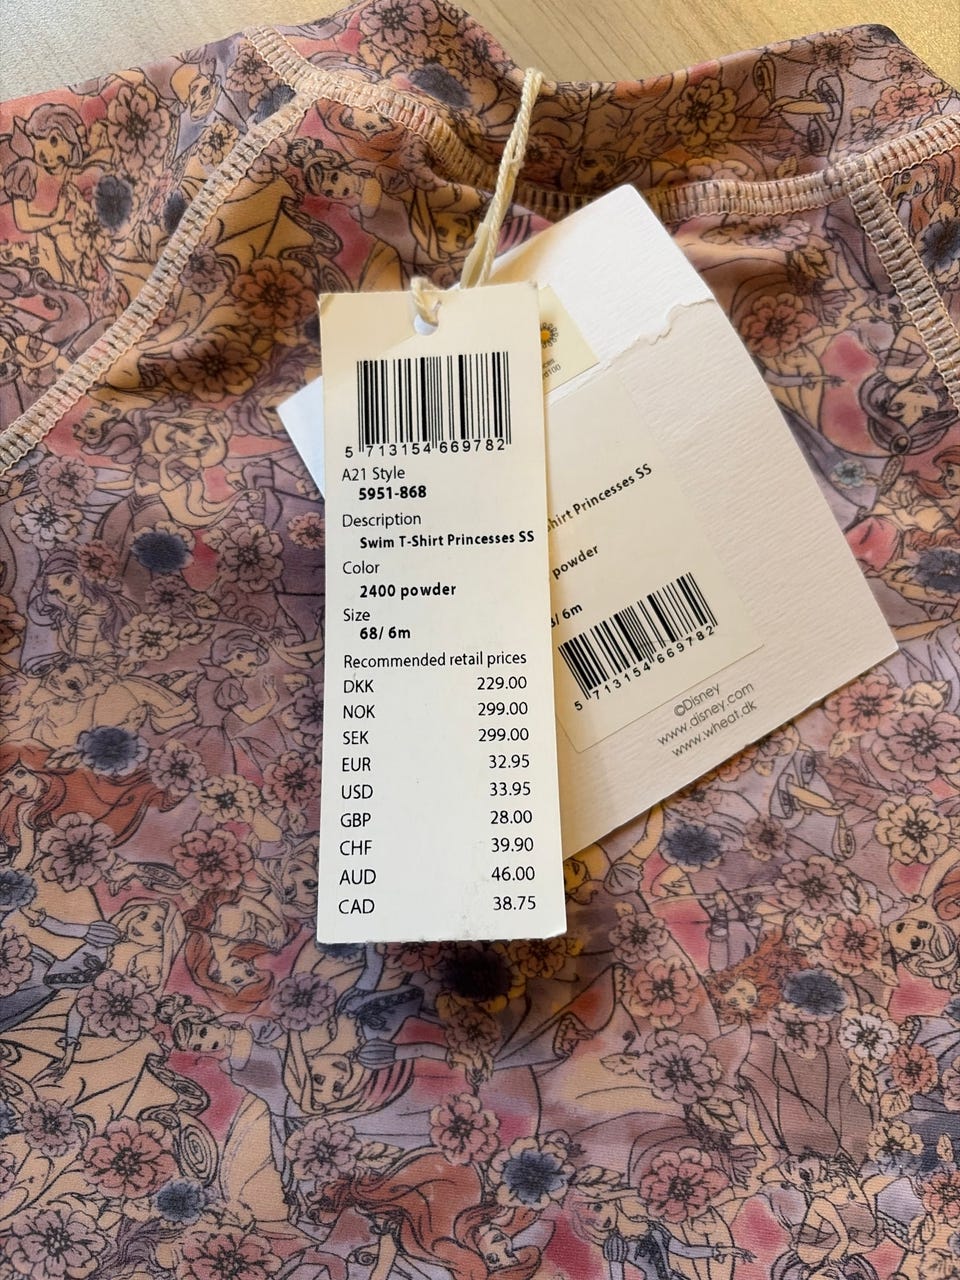 5 713154 669782
A21 Style
5951-868
Description
Swim T-Shirt Princesses SS
Color
2400 powder
Size
68/ 6m
Recommended retail prices
DKK 229.00
NOK 299.00
SEK 299.00
EUR 32.95
USD 33.95
GBP 28.00
CHF 39.90
AUD 46.00
CAD 38.75
Princesses SS
powder
/ 6m
5 713154 669782
©Disney
www.disney.com
www.wheat.dk